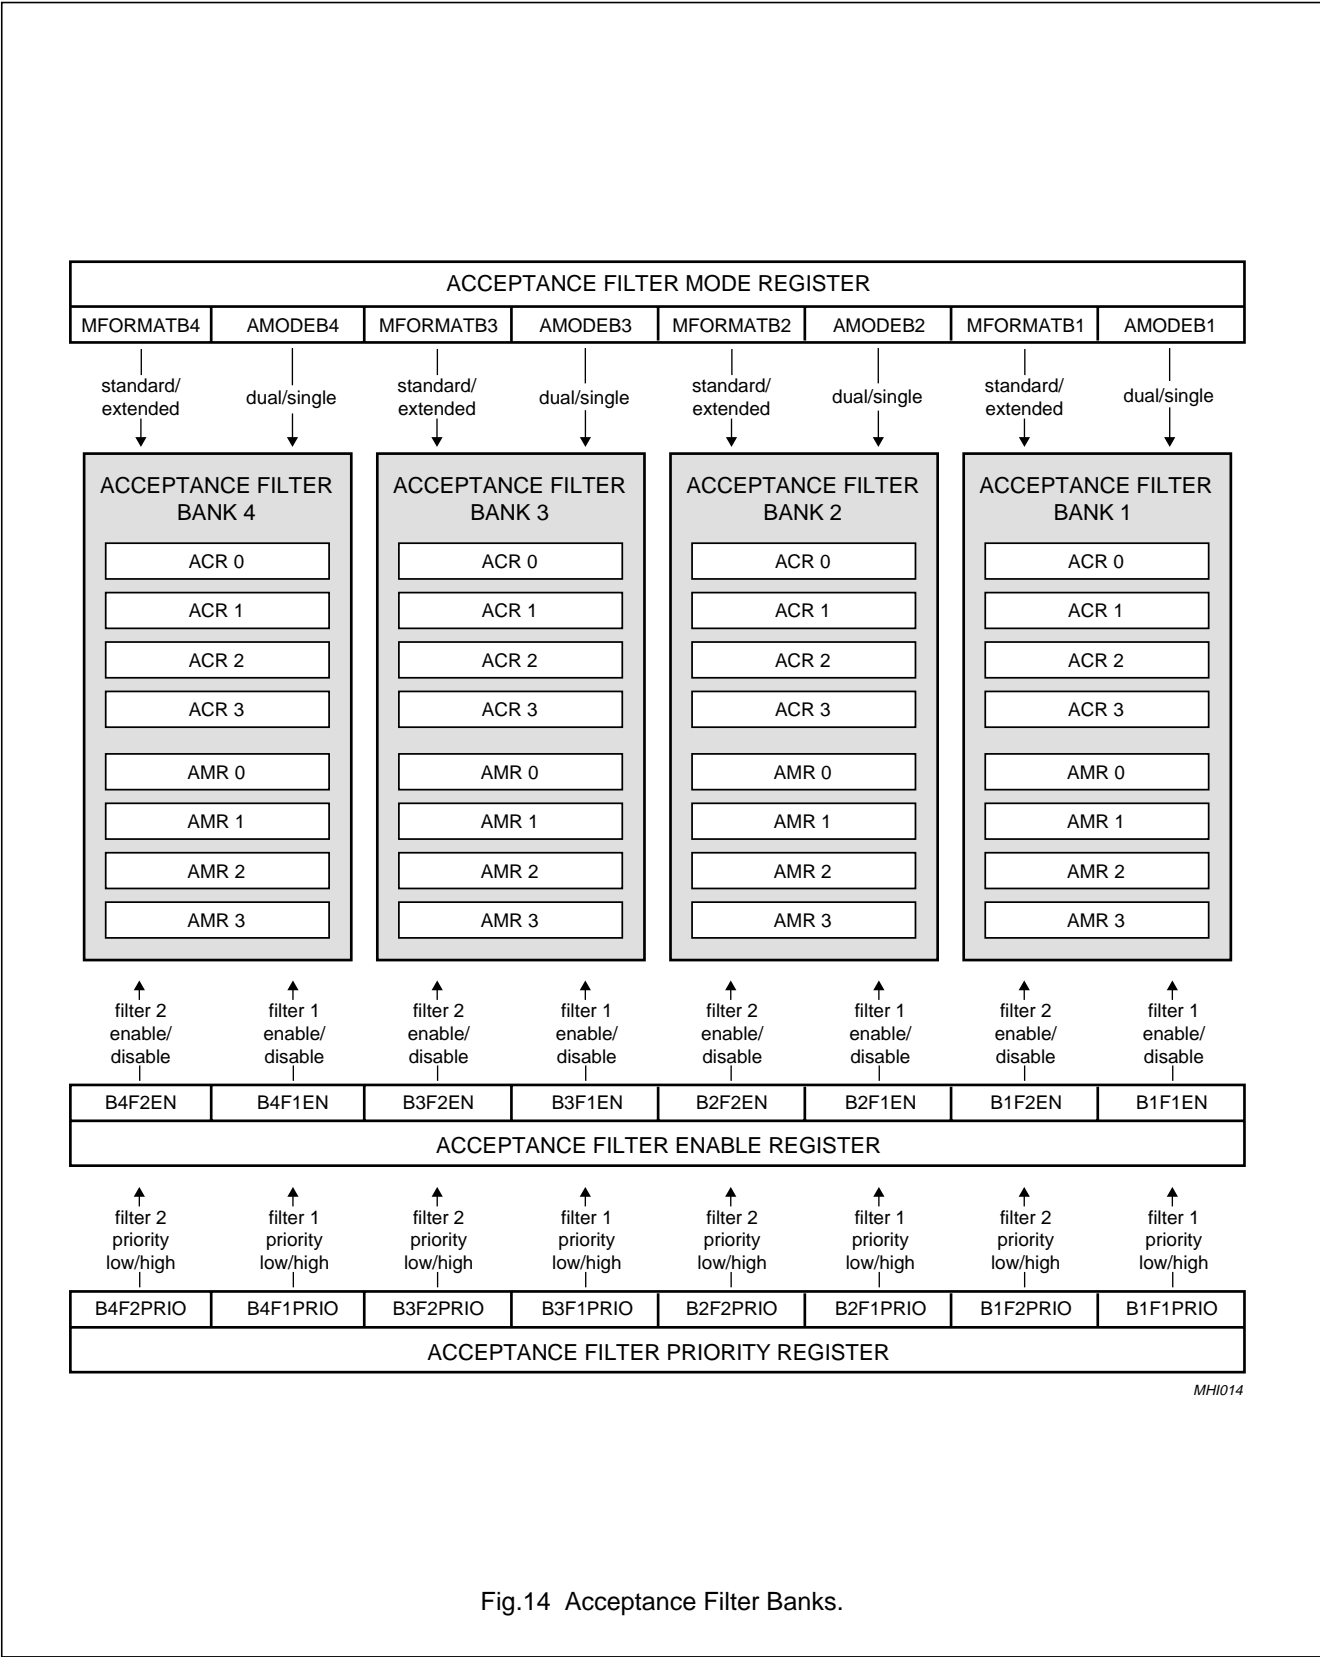 ACCEPTANCE FILTER MODE REGISTER
MFORMATB4 AMODEB4 MFORMATB3 AMODEB3 MFORMATB2 AMODEB2 MFORMATB1 AMODEB1
standard/ extended dual/single standard/ extended dual/single standard/ extended dual/single standard/ extended dual/single
ACCEPTANCE FILTER ACCEPTANCE FILTER ACCEPTANCE FILTER ACCEPTANCE FILTER
BANK 4 BANK 3 BANK 2 BANK 1
ACR 0 ACR 0 ACR 0 ACR 0
ACR 1 ACR 1 ACR 1 ACR 1
ACR 2 ACR 2 ACR 2 ACR 2
ACR 3 ACR 3 ACR 3 ACR 3
AMR 0 AMR 0 AMR 0 AMR 0
AMR 1 AMR 1 AMR 1 AMR 1
AMR 2 AMR 2 AMR 2 AMR 2
AMR 3 AMR 3 AMR 3 AMR 3
filter 2 filter 1 filter 2 filter 1 filter 2 filter 1 filter 2 filter 1
enable/ enable/ enable/ enable/ enable/ enable/ enable/ enable/
disable disable disable disable disable disable disable disable
B4F2EN B4F1EN B3F2EN B3F1EN B2F2EN B2F1EN B1F2EN B1F1EN
ACCEPTANCE FILTER ENABLE REGISTER
filter 2 filter 1 filter 2 filter 1 filter 2 filter 1 filter 2 filter 1
priority priority priority priority priority priority priority priority
low/high low/high low/high low/high low/high low/high low/high low/high
B4F2PRIO B4F1PRIO B3F2PRIO B3F1PRIO B2F2PRIO B2F1PRIO B1F2PRIO B1F1PRIO
ACCEPTANCE FILTER PRIORITY REGISTER
MHI014
Fig.14 Acceptance Filter Banks.